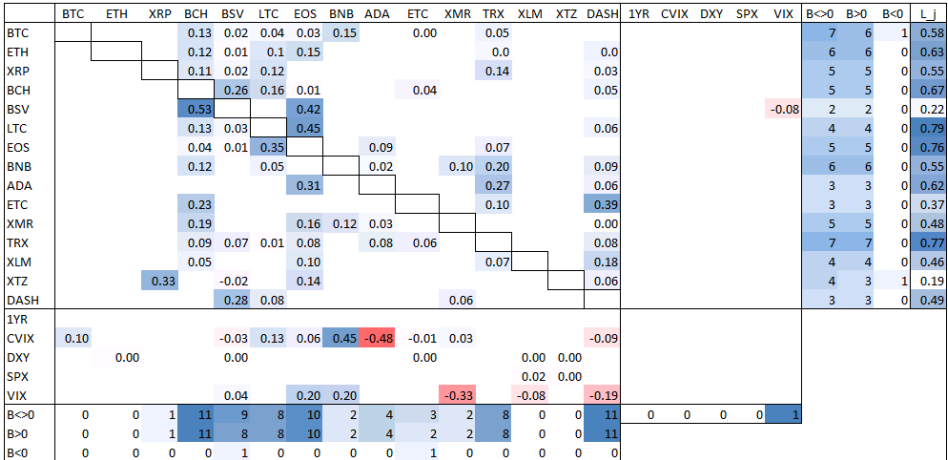 BTC ETH XRP BCH BSV LTC EOS BNB ADA ETC XMR TRX XLM XTZ DASH 1YR CVIX DXY SPX VIX B<>0 B>0 B<0 L_j
BTC 0.13 0.02 0.04 0.03 0.15 0.00 0.05 7 6 1 0.58
ETH 0.12 0.01 0.1 0.15 0.0 0.0 6 6 0 0.63
XRP 0.11 0.02 0.12 0.14 0.03 5 5 0 0.55
BCH 0.26 0.16 0.01 0.04 0.05 5 5 0 0.67
BSV 0.53 0.42 -0.08 2 2 0 0.22
LTC 0.13 0.03 0.45 0.06 4 4 0 0.79
EOS 0.04 0.01 0.35 0.09 0.07 5 5 0 0.76
BNB 0.12 0.05 0.02 0.10 0.20 0.09 6 6 0 0.55
ADA 0.31 0.27 0.06 3 3 0 0.62
ETC 0.23 0.10 0.39 3 3 0 0.37
XMR 0.19 0.16 0.12 0.03 0.00 5 5 0 0.48
TRX 0.09 0.07 0.01 0.08 0.08 0.06 0.08 7 7 0 0.77
XLM 0.05 0.10 0.07 0.18 4 4 0 0.46
XTZ 0.33 -0.02 0.14 0.06 4 3 1 0.19
DASH 0.28 0.08 0.06 3 3 0 0.49
1YR
CVIX 0.10 -0.03 0.13 0.06 0.45 -0.48 -0.01 0.03 -0.09
DXY 0.00 0.00 0.00 0.00 0.00
SPX 0.02 0.00
VIX 0.04 0.20 0.20 -0.33 -0.08 -0.19
B<>0 0 0 1 11 9 8 10 2 4 3 2 8 0 0 11 0 0 0 0 1
B>0 0 0 1 11 8 8 10 2 4 2 2 8 0 0 11
B<0 0 0 0 0 1 0 0 0 0 1 0 0 0 0 0